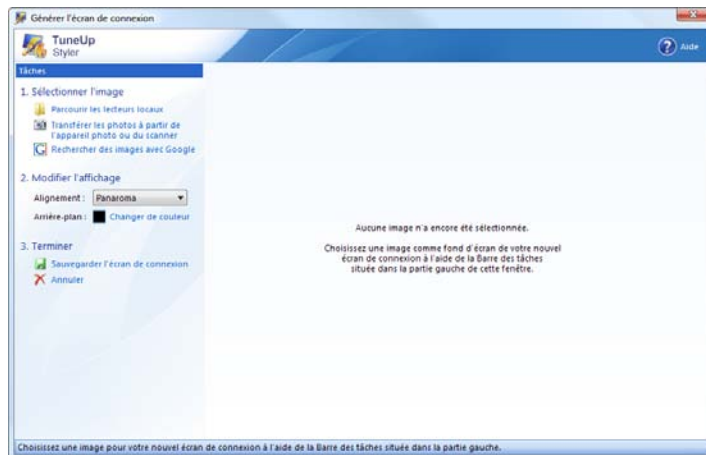 Générer l'écran de connexion
TuneUp
Styler
Aide
Tâches
1. Sélectionner l'image
Parcourir les lecteurs locaux
Transférer les photos à partir de
l'appareil photo ou du scanner
Rechercher des images avec Google
2. Modifier l'affichage
Alignement : Panaroma
Arrière-plan : Changer de couleur
3. Terminer
Sauvegarder l'écran de connexion
Annuler
Aucune image n'a encore été sélectionnée.
Choisissez une image comme fond d'écran de votre nouvel
écran de connexion à l'aide de la Barre des tâches
située dans la partie gauche de cette fenêtre.
Choisissez une image pour votre nouvel écran de connexion à l'aide de la Barre des tâches située dans la partie gauche.